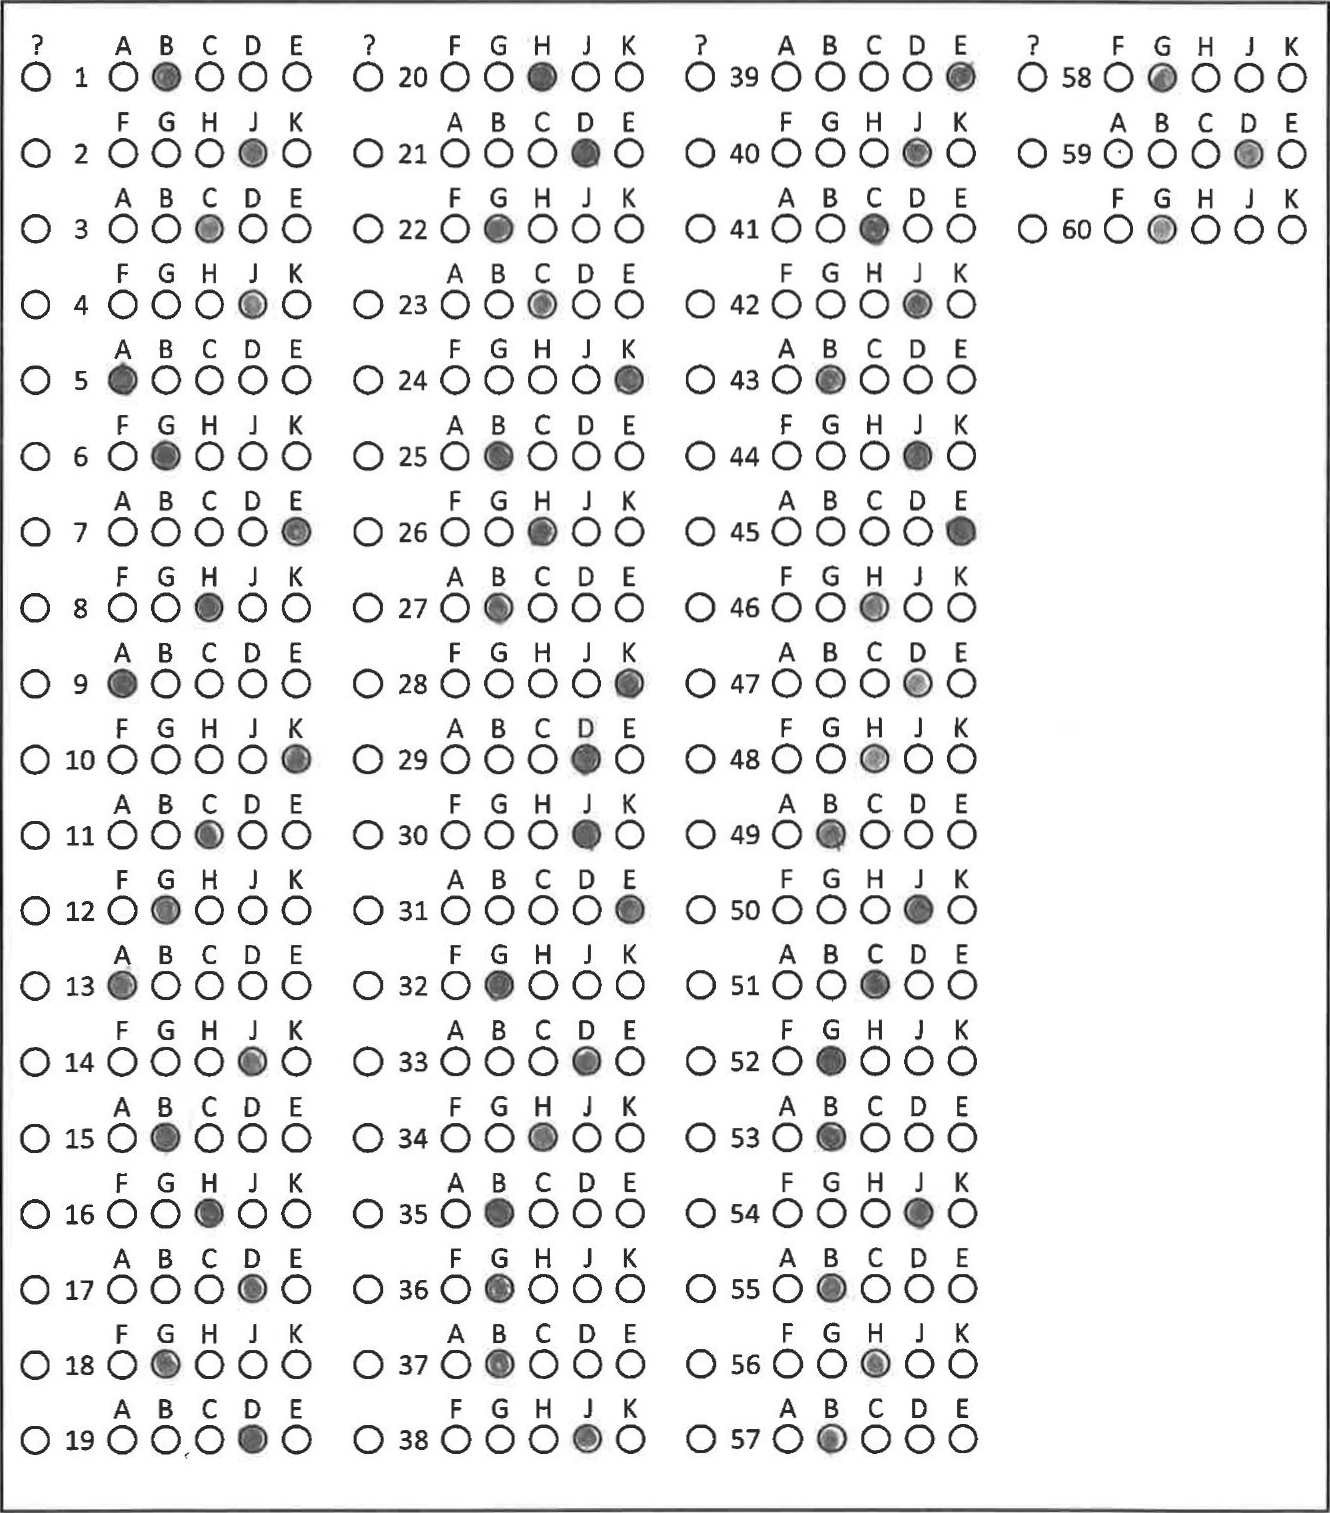 ? A B C D E
1
F G H J K
2
A B C D E
3
F G H J K
4
A B C D E
5
F G H J K
6
A B C D E
7
F G H J K
8
A B C D E
9
F G H J K
10
A B C D E
11
F G H J K
12
A B C D E
13
F G H J K
14
A B C D E
15
F G H J K
16
A B C D E
17
F G H J K
18
A B C D E
19
? F G H J K
20
A B C D E
21
F G H J K
22
A B C D E
23
F G H J K
24
A B C D E
25
F G H J K
26
A B C D E
27
F G H J K
28
A B C D E
29
F G H J K
30
A B C D E
31
F G H J K
32
A B C D E
33
F G H J K
34
A B C D E
35
F G H J K
36
A B C D E
37
F G H J K
38
? A B C D E
39
F G H J K
40
A B C D E
41
F G H J K
42
A B C D E
43
F G H J K
44
A B C D E
45
F G H J K
46
A B C D E
47
F G H J K
48
A B C D E
49
F G H J K
50
A B C D E
51
F G H J K
52
A B C D E
53
F G H J K
54
A B C D E
55
F G H J K
56
A B C D E
57
? F G H J K
58
A B C D E
59
F G H J K
60